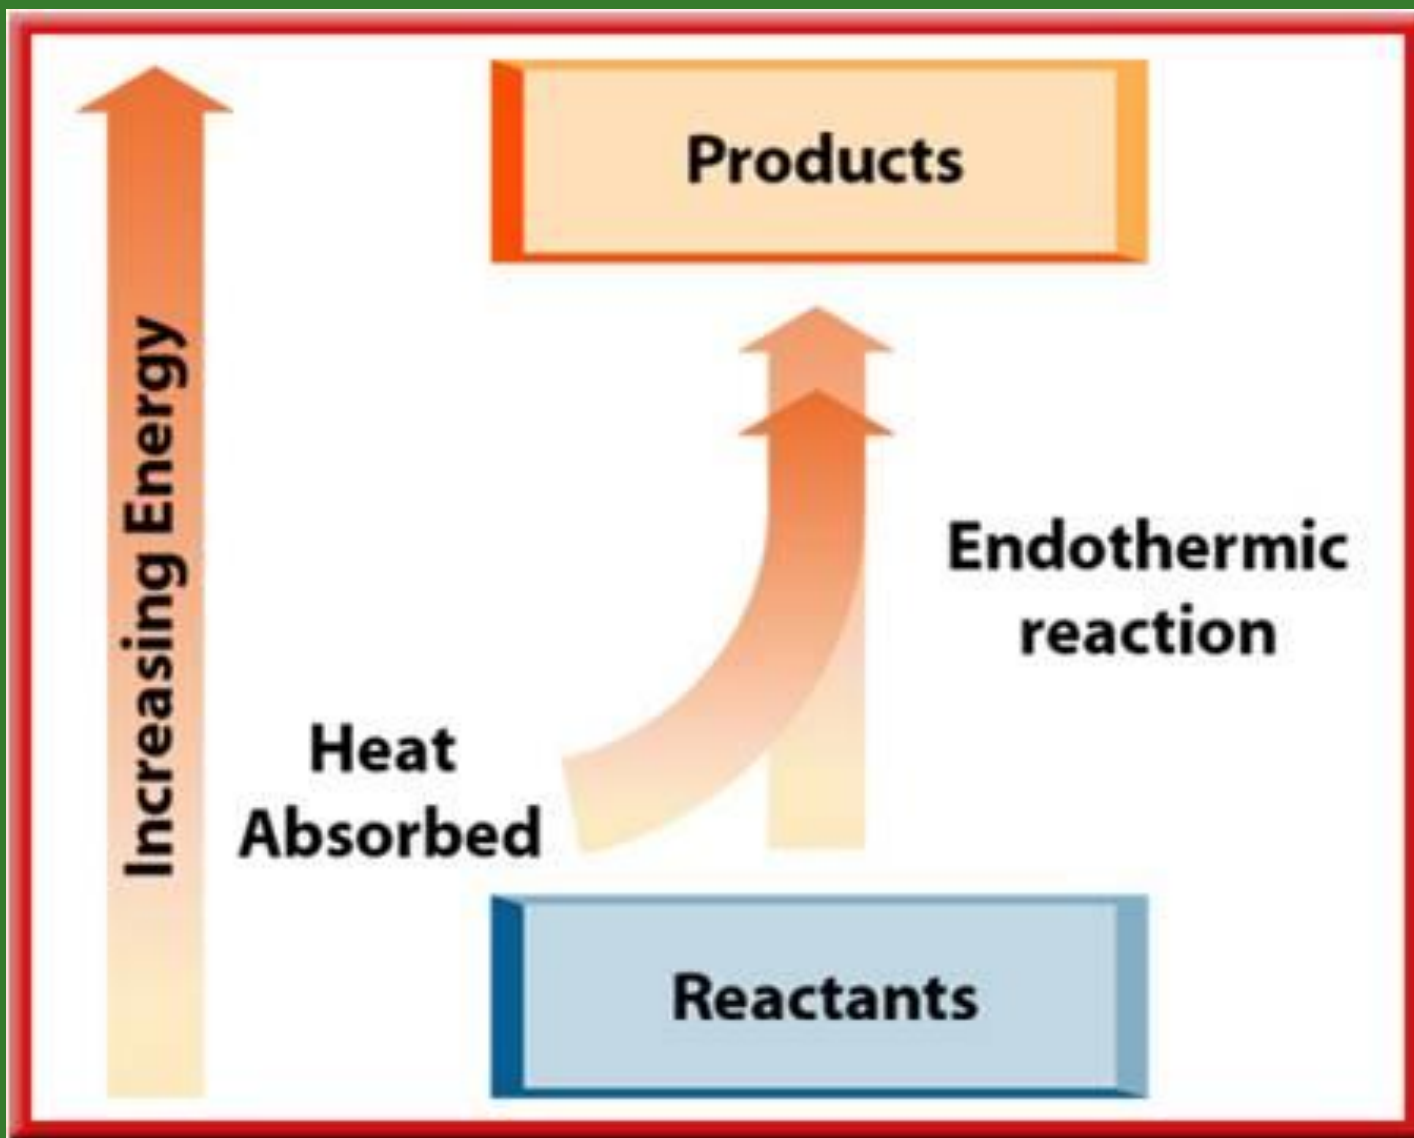 Products
Increasing Energy
Endothermic
reaction
Heat
Absorbed
Reactants